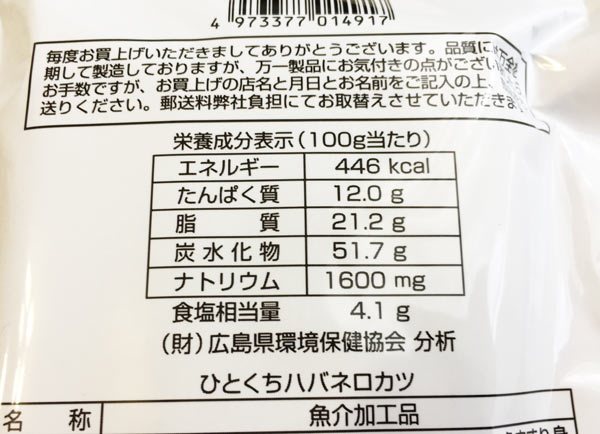 4 973377 014917
毎度お買上げいただきましてありがとうございます。品質に
期して製造しておりますが、万一製品にお気付きの点がござい
お手数ですが、お買上げの店名と月日とお名前をご記入の上、
送りください。郵送料弊社負担にてお取替えさせていただきま
栄養成分表示(100g当たり)
エネルギー 446 kcal
たんぱく質 12.0 g
脂 質 21.2 g
炭水化物 51.7 g
ナトリウム 1600 mg
食塩相当量 4.1 g
(財)広島県環境保健協会 分析
ひとくちハバネロカツ
名 称 魚介加工品